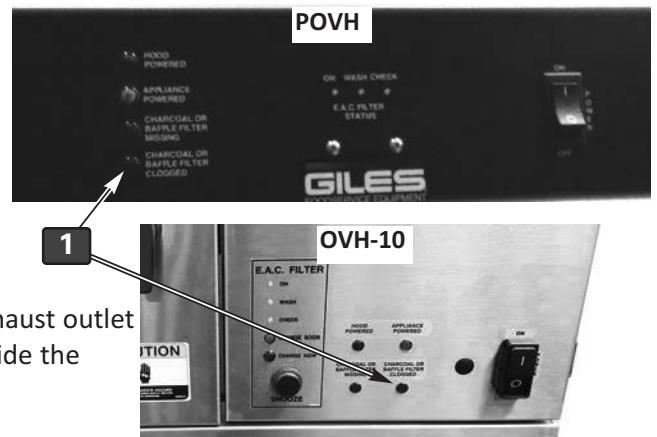 POVH
HOOD
POWERED
APPLIANCE
POWERED
CHARCOAL OR
BAFFLE FILTER
MISSING
CHARCOAL OR
BAFFLE FILTER
CLOGGED
ON WASH CHECK
E.A.C. FILTER
STATUS
GILES
FOODSERVICE EQUIPMENT
ON
POWER
OFF
1
OVH-10
E.A.C. FILTER
ON
WASH
CHECK
CHANGE SOON
CHANGE NOW
SNOOZE
HOOD
POWERED
APPLIANCE
POWERED
CHARCOAL OR
BAFFLE FILTER
MISSING
CHARCOAL OR
BAFFLE FILTER
CLOGGED
ON
haust outlet
ide the
UTION